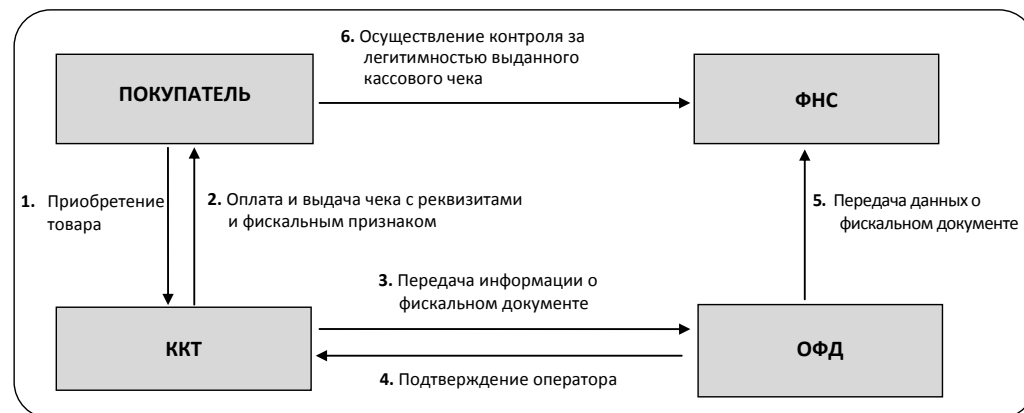 6. Осуществление контроля за
легитимностью выданного
кассового чека
ПОКУПАТЕЛЬ
ФНС
1. Приобретение
товара
2. Оплата и выдача чека с реквизитами
и фискальным признаком
5. Передача данных о
фискальном документе
3. Передача информации о
фискальном документе
ККТ
ОФД
4. Подтверждение оператора